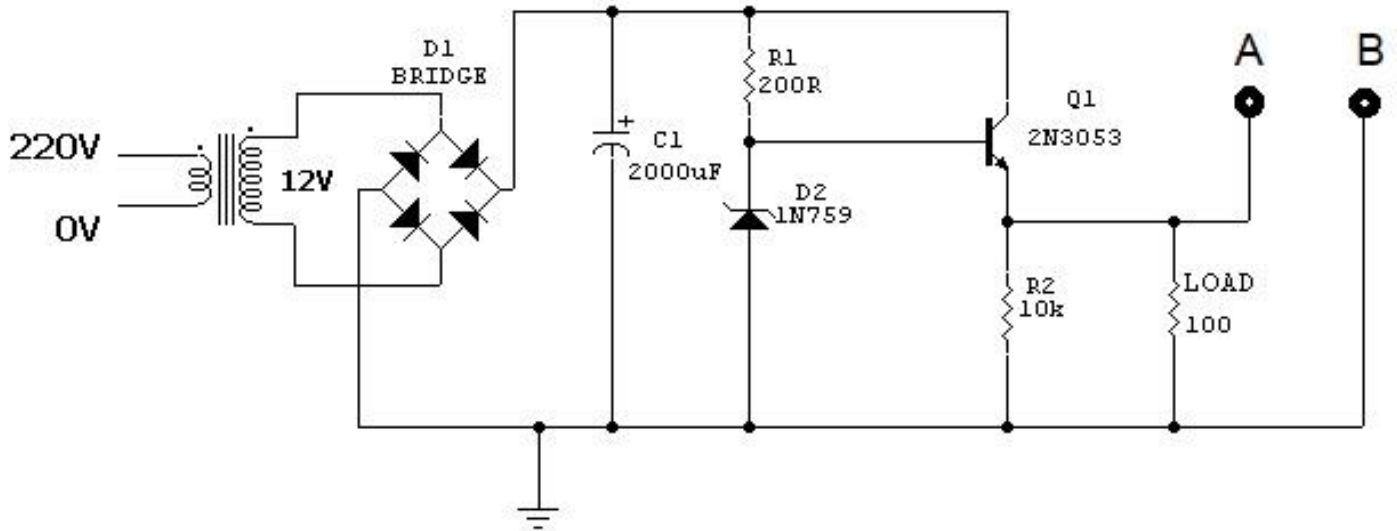 220V
0V
12V
D1
BRIDGE
+
C1
2000uF
R1
200R
D2
1N759
Q1
2N3053
R2
10k
LOAD
100
A
B